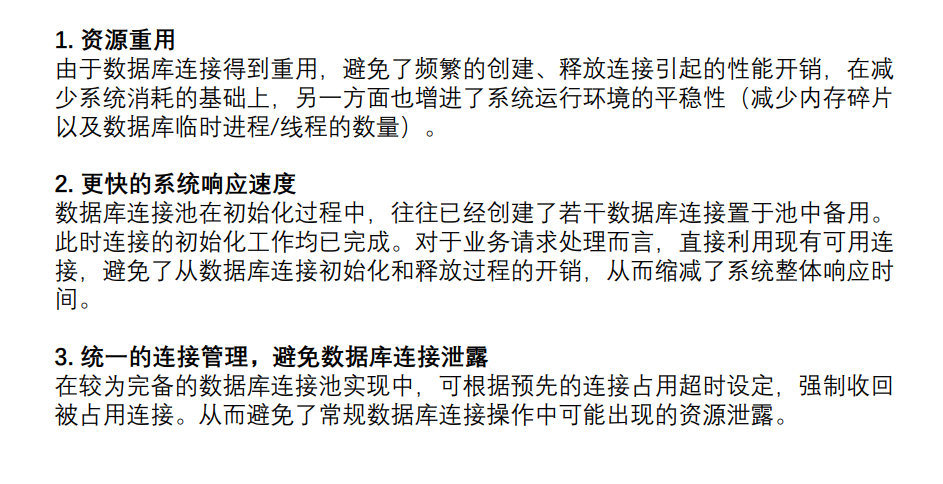 1. 资源重用
由于数据库连接得到重用，避免了频繁的创建、释放连接引起的性能开销，在减
少系统消耗的基础上，另一方面也增进了系统运行环境的平稳性（减少内存碎片
以及数据库临时进程/线程的数量）。
2. 更快的系统响应速度
数据库连接池在初始化过程中，往往已经创建了若干数据库连接置于池中备用。
此时连接的初始化工作均已完成。对于业务请求处理而言，直接利用现有可用连
接，避免了从数据库连接初始化和释放过程的开销，从而缩减了系统整体响应时
间。
3. 统一的连接管理，避免数据库连接泄露
在较为完备的数据库连接池实现中，可根据预先的连接占用超时设定，强制收回
被占用连接。从而避免了常规数据库连接操作中可能出现的资源泄露。